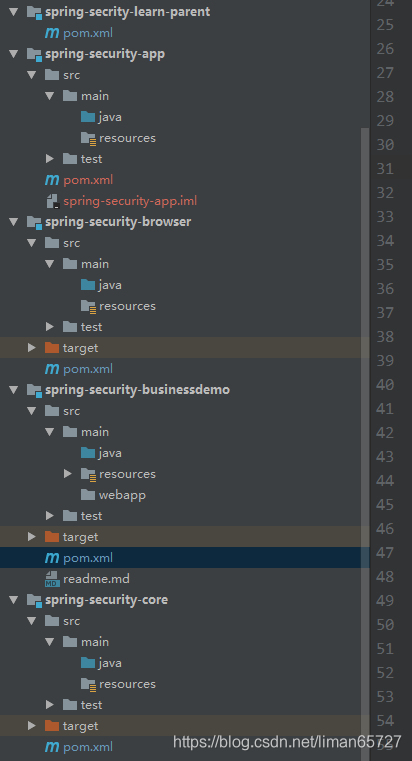 spring-secrity-learn-parent
pom.xml
spring-security-app
src
main
java
resources
test
pom.xml
spring-security-app.iml
spring-security-browser
src
main
java
resources
test
target
pom.xml
spring-security-businessdemo
src
main
java
resources
webapp
test
target
pom.xml
readme.md
spring-security-core
src
main
java
resources
test
target
pom.xml
24
25
26
27
28
29
30
31
32
33
34
35
36
37
38
39
40
41
42
43
44
45
46
47
48
49
50
51
52
53
54
https://blog.csdn.net/liman65727